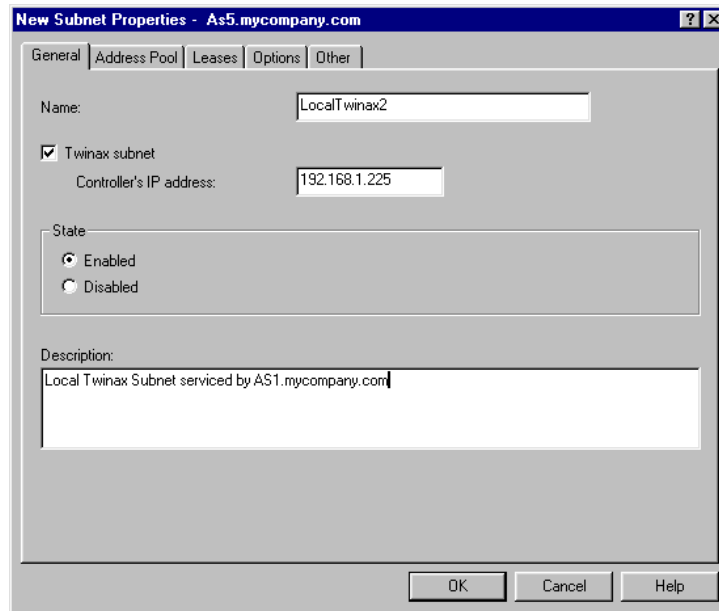 New Subnet Properties - As5.mycompany.com
General Address Pool Leases Options Other
Name: LocalTwinax2
Twinax subnet
Controller's IP address: 192.168.1.225
State
Enabled
Disabled
Description:
Local Twinax Subnet serviced by AS1.mycompany.com
OK Cancel Help